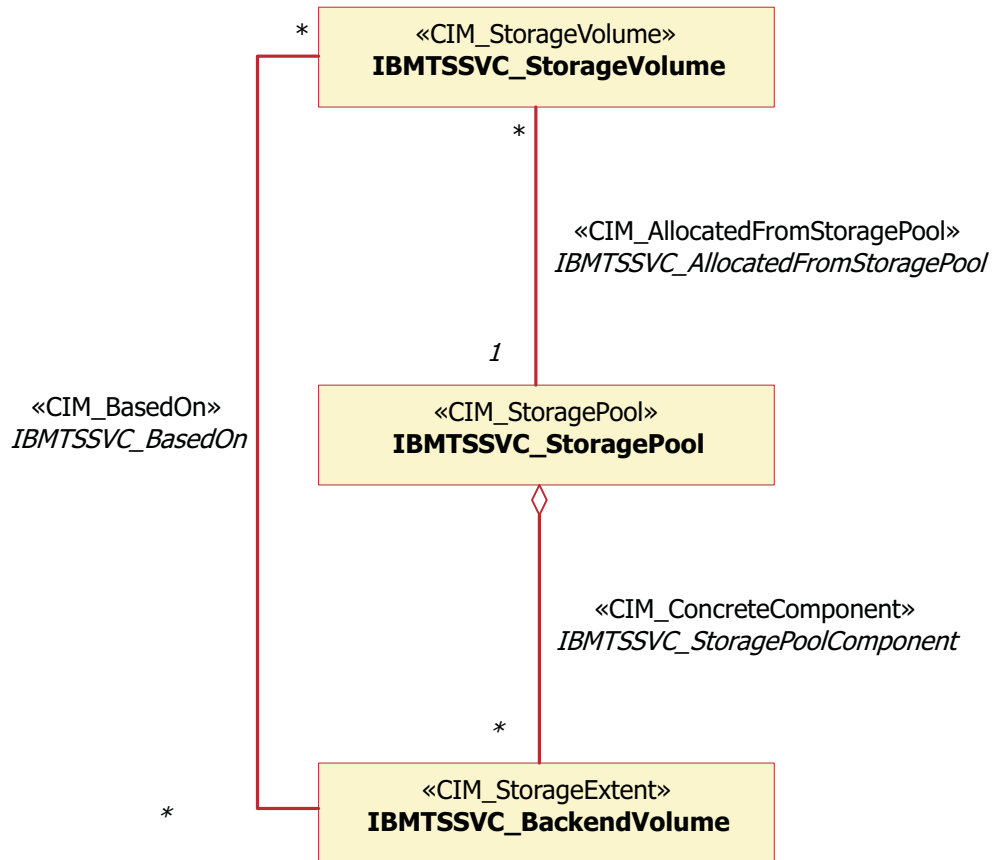 *
«CIM_StorageVolume»
IBMTSSVC_StorageVolume
*
«CIM_AllocatedFromStoragePool»
IBMTSSVC_AllocatedFromStoragePool
1
«CIM_BasedOn»
IBMTSSVC_BasedOn
«CIM_StoragePool»
IBMTSSVC_StoragePool
«CIM_ConcreteComponent»
IBMTSSVC_StoragePoolComponent
*
*
«CIM_StorageExtent»
IBMTSSVC_BackendVolume